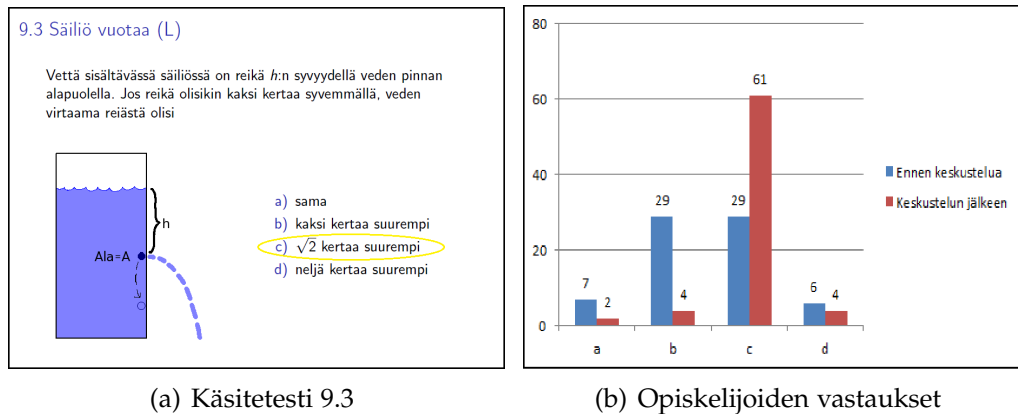 9.3 Säiliö vuotaa (L)
Vettä sisältävässä säiliössä on reikä h:n syvyydellä veden pinnan
alapuolella. Jos reikä olisikin kaksi kertaa syvemmällä, veden
virtaama reiästä olisi
h
Ala=A
a) sama
b) kaksi kertaa suurempi
c) √2 kertaa suurempi
d) neljä kertaa suurempi
(a) Käsitetesti 9.3
80
60
40
20
0
7
2
29
4
29
61
6
4
a
b
c
d
Ennen keskustelua
Keskustelun jälkeen
(b) Opiskelijoiden vastaukset